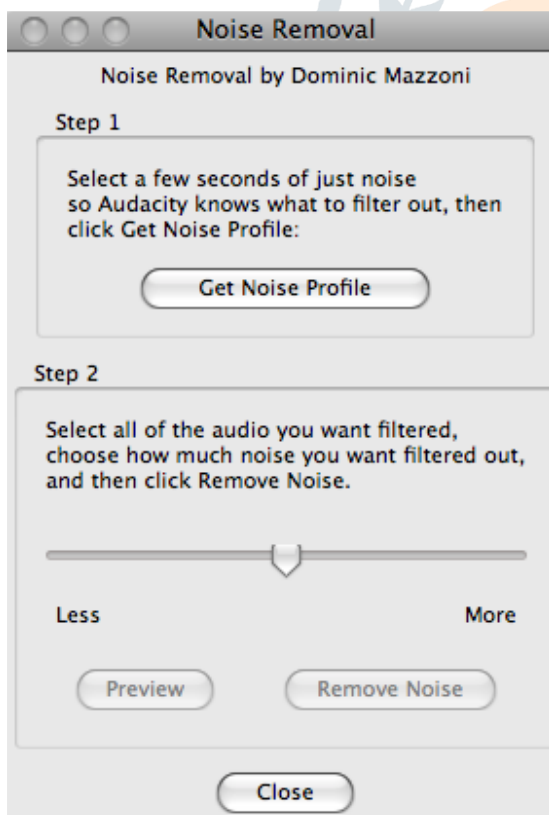 Noise Removal
Noise Removal by Dominic Mazzoni
Step 1
Select a few seconds of just noise
so Audacity knows what to filter out, then
click Get Noise Profile:
Get Noise Profile
Step 2
Select all of the audio you want filtered,
choose how much noise you want filtered out,
and then click Remove Noise.
Less More
Preview Remove Noise
Close